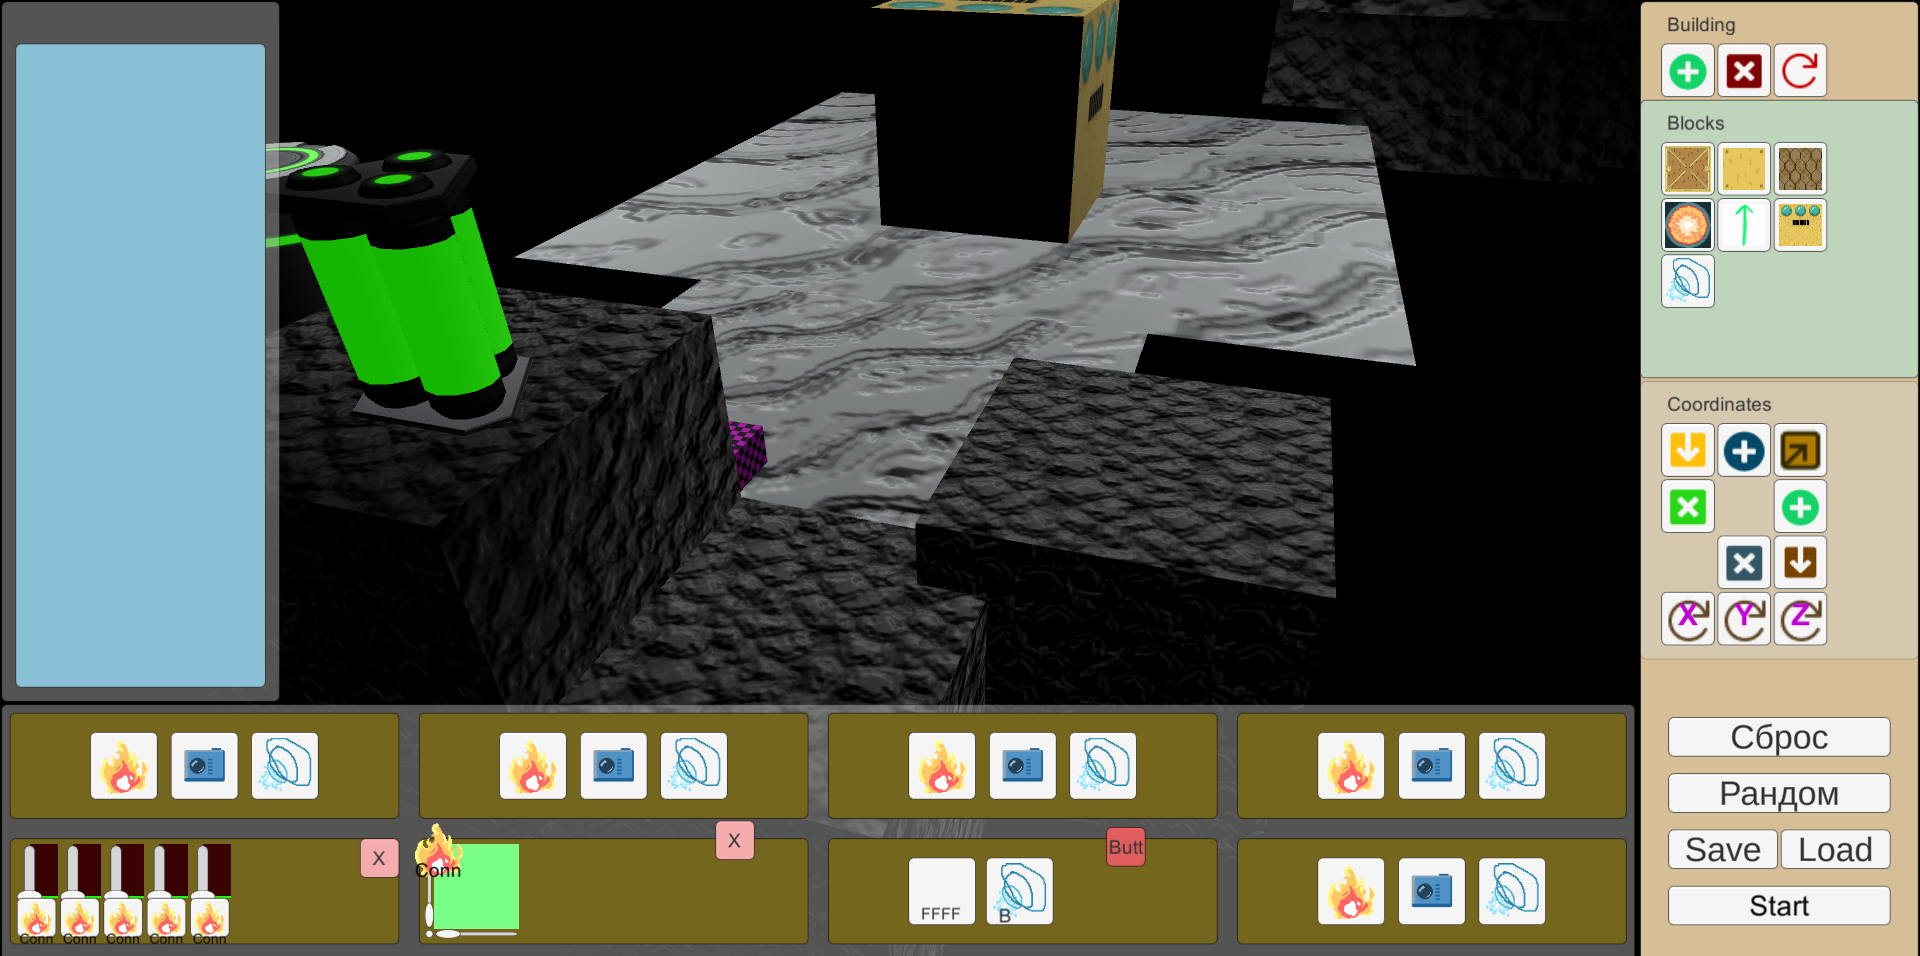 Building
Blocks
Coordinates
X Y Z
Сброс
Рандом
Save Load
Start
X
X
Butt
Conn
FFFF
B
Conn Conn Conn Conn Conn